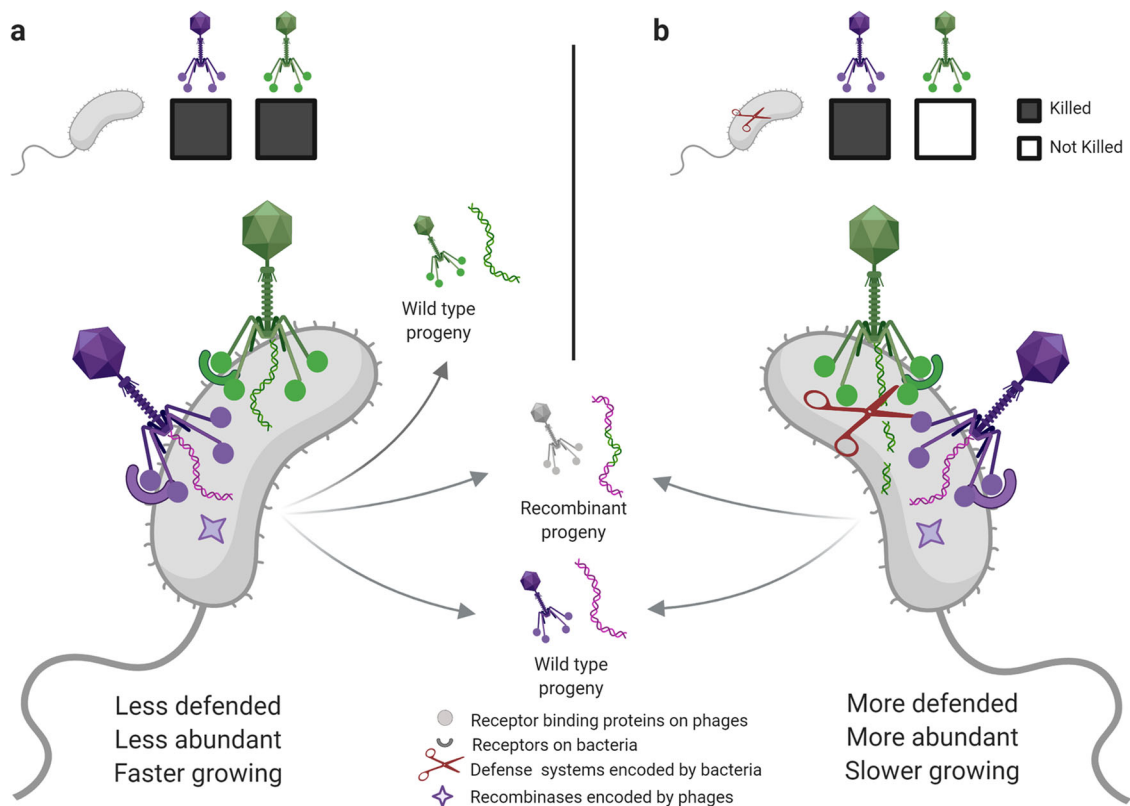 a
b
Killed
Not Killed
Wild type
progeny
Recombinant
progeny
Wild type
progeny
Less defended
Less abundant
Faster growing
More defended
More abundant
Slower growing
Receptor binding proteins on phages
Receptors on bacteria
Defense systems encoded by bacteria
Recombinases encoded by phages